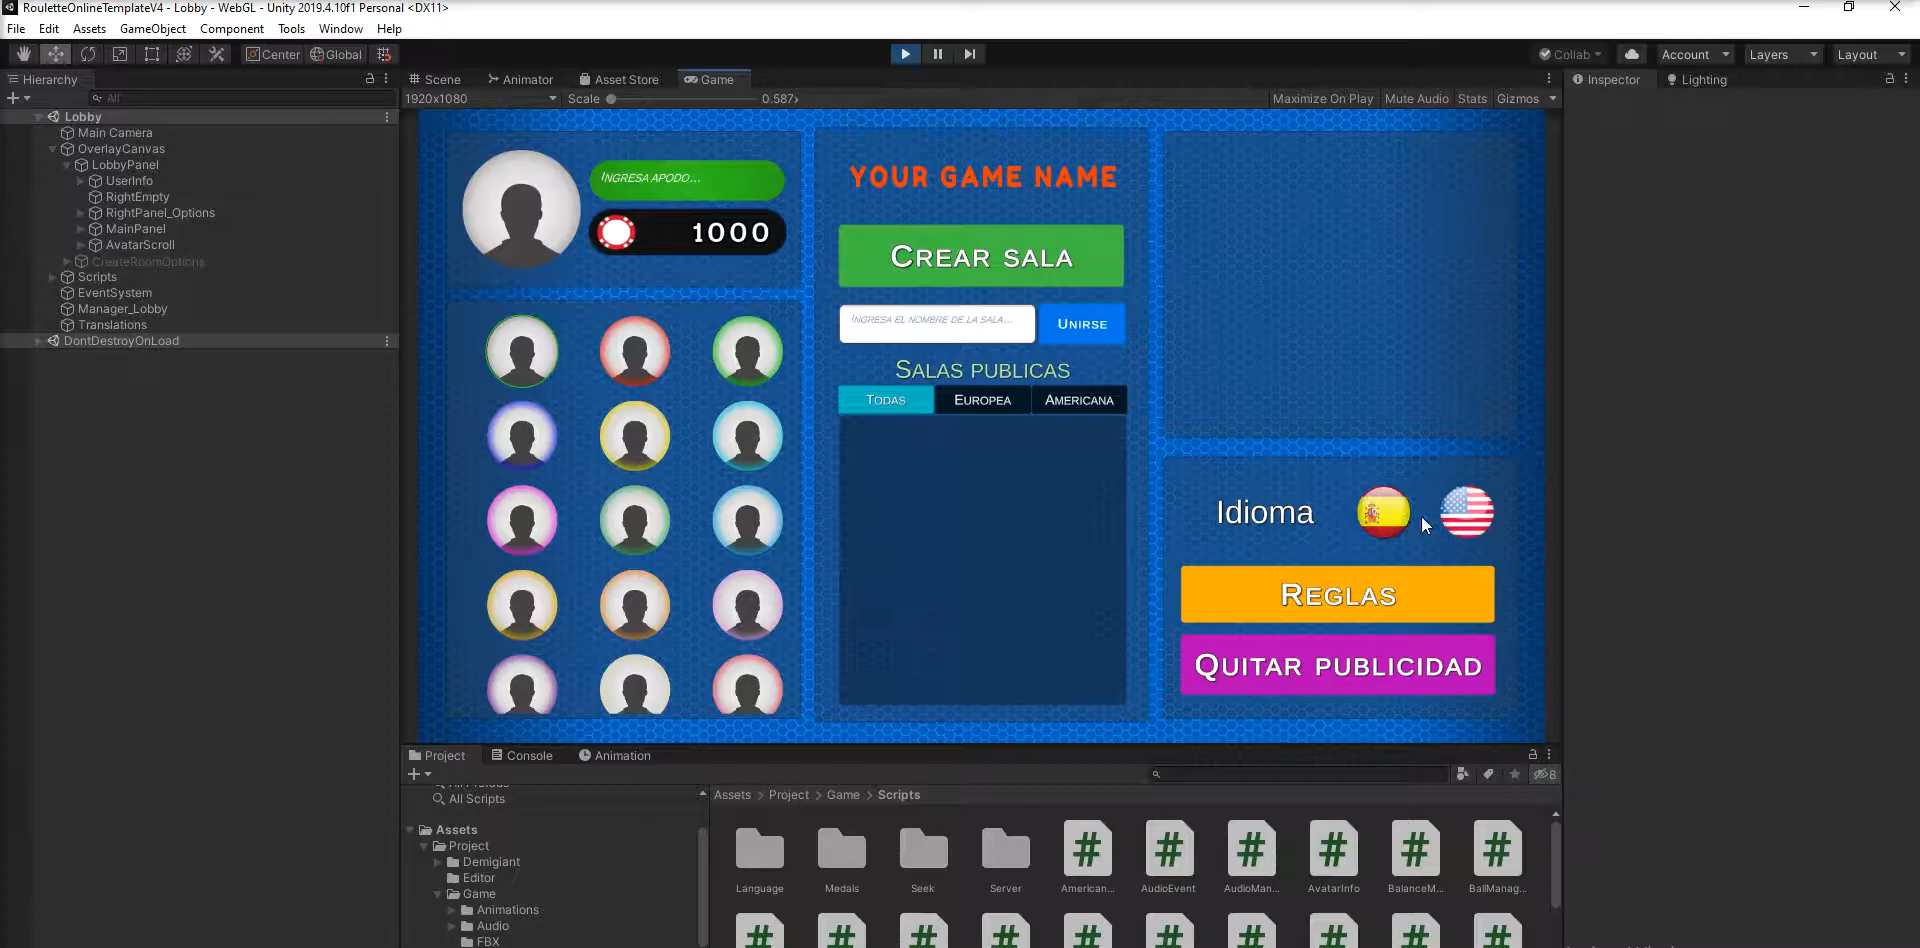 RouletteOnlineTemplateV4 - Lobby - WebGL - Unity 2019.4.10f1 Personal <DX11>
File Edit Assets GameObject Component Tools Window Help
Center Global
Collab Account Layers Layout
Hierarchy
All
Lobby
Main Camera
OverlayCanvas
LobbyPanel
UserInfo
RightEmpty
RightPanel_Options
MainPanel
AvatarScroll
CreateRoomOptions
Scripts
EventSystem
Manager_Lobby
Translations
DontDestroyOnLoad
Scene Animator Asset Store Game
1920x1080 Scale 0.587x Maximize On Play Mute Audio Stats Gizmos
Ingresa apodo...
1000
YOUR GAME NAME
Crear sala
Ingresa el nombre de la sala... Unirse
Salas publicas
Todas Europea Americana
Idioma
Reglas
Quitar publicidad
Inspector Lighting
Project Console Animation
8
All Prefabs
All Scripts
Assets
Project
Demigiant
Editor
Game
Animations
Audio
FBX
Assets > Project > Game > Scripts
Language Medals Seek Server American... AudioEvent AudioMan... AvatarInfo BalanceM... BallManag...